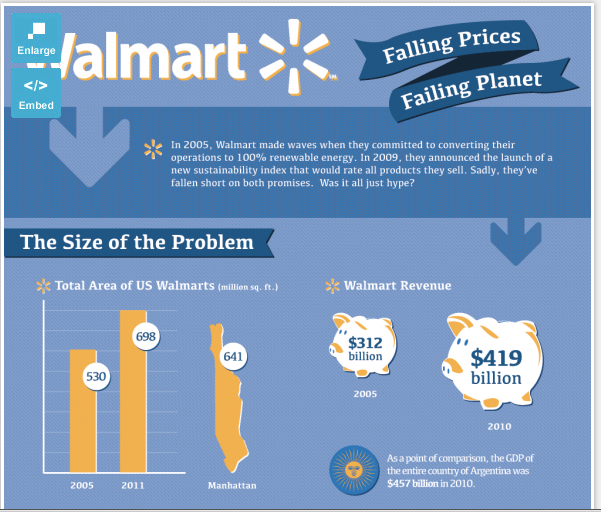 Enlarge
</>
Embed
Walmart
SM
Falling Prices
Failing Planet
In 2005, Walmart made waves when they committed to converting their
operations to 100% renewable energy. In 2009, they announced the launch of a
new sustainability index that would rate all products they sell. Sadly, they've
fallen short on both promises. Was it all just hype?
The Size of the Problem
Total Area of US Walmarts (million sq. ft.)
530
698
641
2005
2011
Manhattan
Walmart Revenue
$312
billion
2005
$419
billion
2010
As a point of comparison, the GDP of
the entire country of Argentina was
$457 billion in 2010.